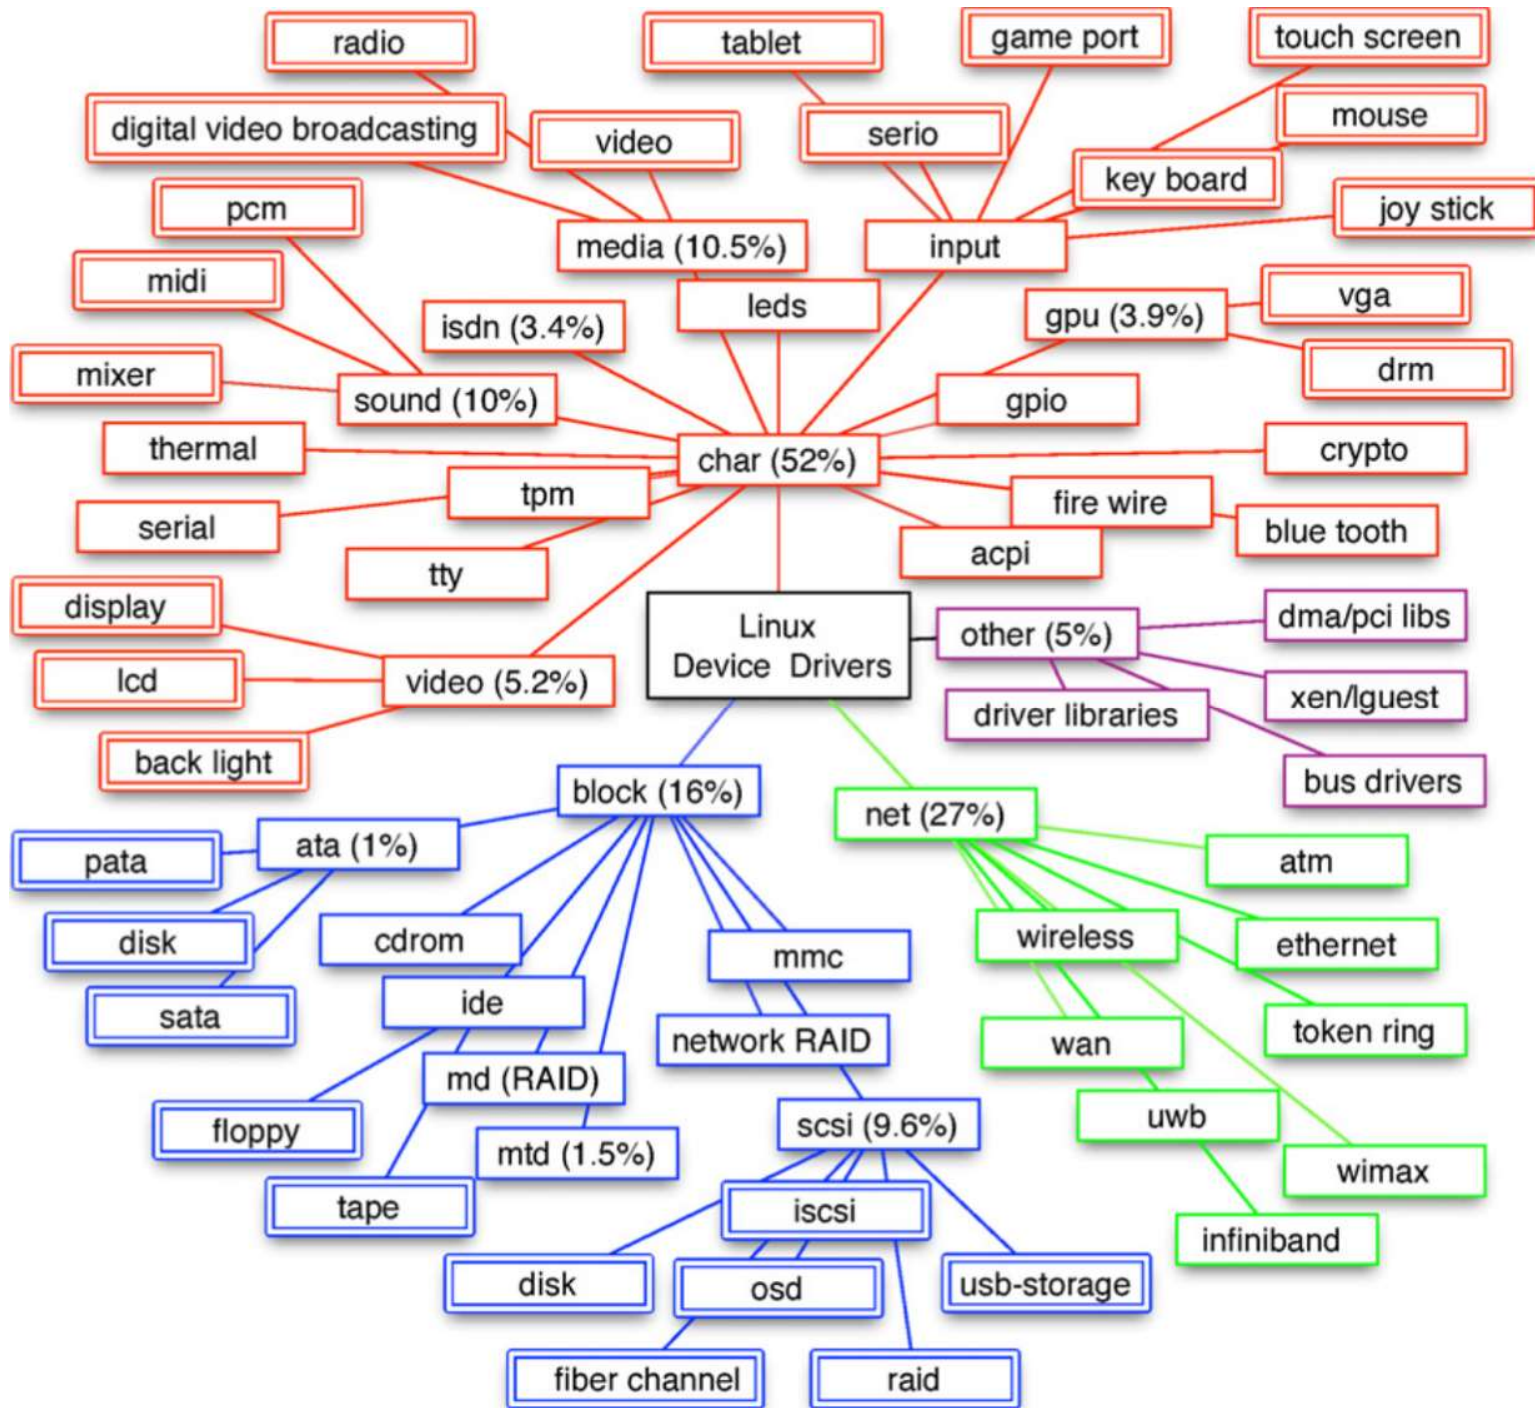 radio
tablet
game port
touch screen
digital video broadcasting
video
serio
mouse
key board
pcm
joy stick
media (10.5%)
input
midi
leds
vga
isdn (3.4%)
gpu (3.9%)
mixer
sound (10%)
gpio
drm
thermal
char (52%)
crypto
tpm
fire wire
serial
blue tooth
tty
acpi
display
Linux
Device Drivers
other (5%)
dma/pci libs
lcd
video (5.2%)
driver libraries
xen/lguest
back light
block (16%)
bus drivers
net (27%)
pata
ata (1%)
atm
disk
cdrom
mmc
wireless
ethernet
sata
ide
network RAID
wan
token ring
md (RAID)
floppy
mtd (1.5%)
scsi (9.6%)
uwb
wimax
tape
iscsi
infiniband
disk
osd
usb-storage
fiber channel
raid